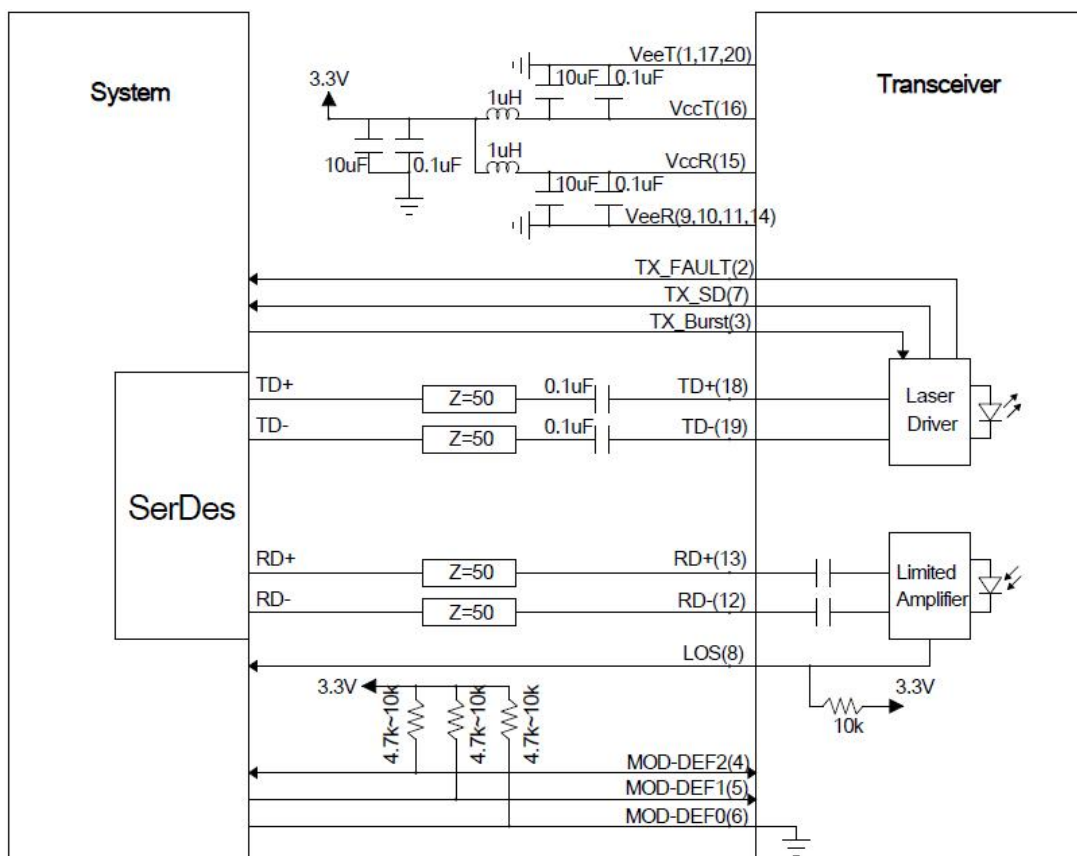 VeeT(1,17,20)
System
3.3V
10uF
0.1uF
Transceiver
1uH
VccT(16)
10uF
0.1uF
1uH
VccR(15)
10uF
0.1uF
VeeR(9,10,11,14)
TX_FAULT(2)
TX_SD(7)
TX_Burst(3)
TD+
Z=50
0.1uF
TD+(18)
Laser
Driver
TD-
Z=50
0.1uF
TD-(19)
SerDes
RD+
Z=50
RD+(13)
Limited
Amplifier
RD-
Z=50
RD-(12)
LOS(8)
3.3V
4.7k~10k
4.7k~10k
4.7k~10k
3.3V
10k
MOD-DEF2(4)
MOD-DEF1(5)
MOD-DEF0(6)